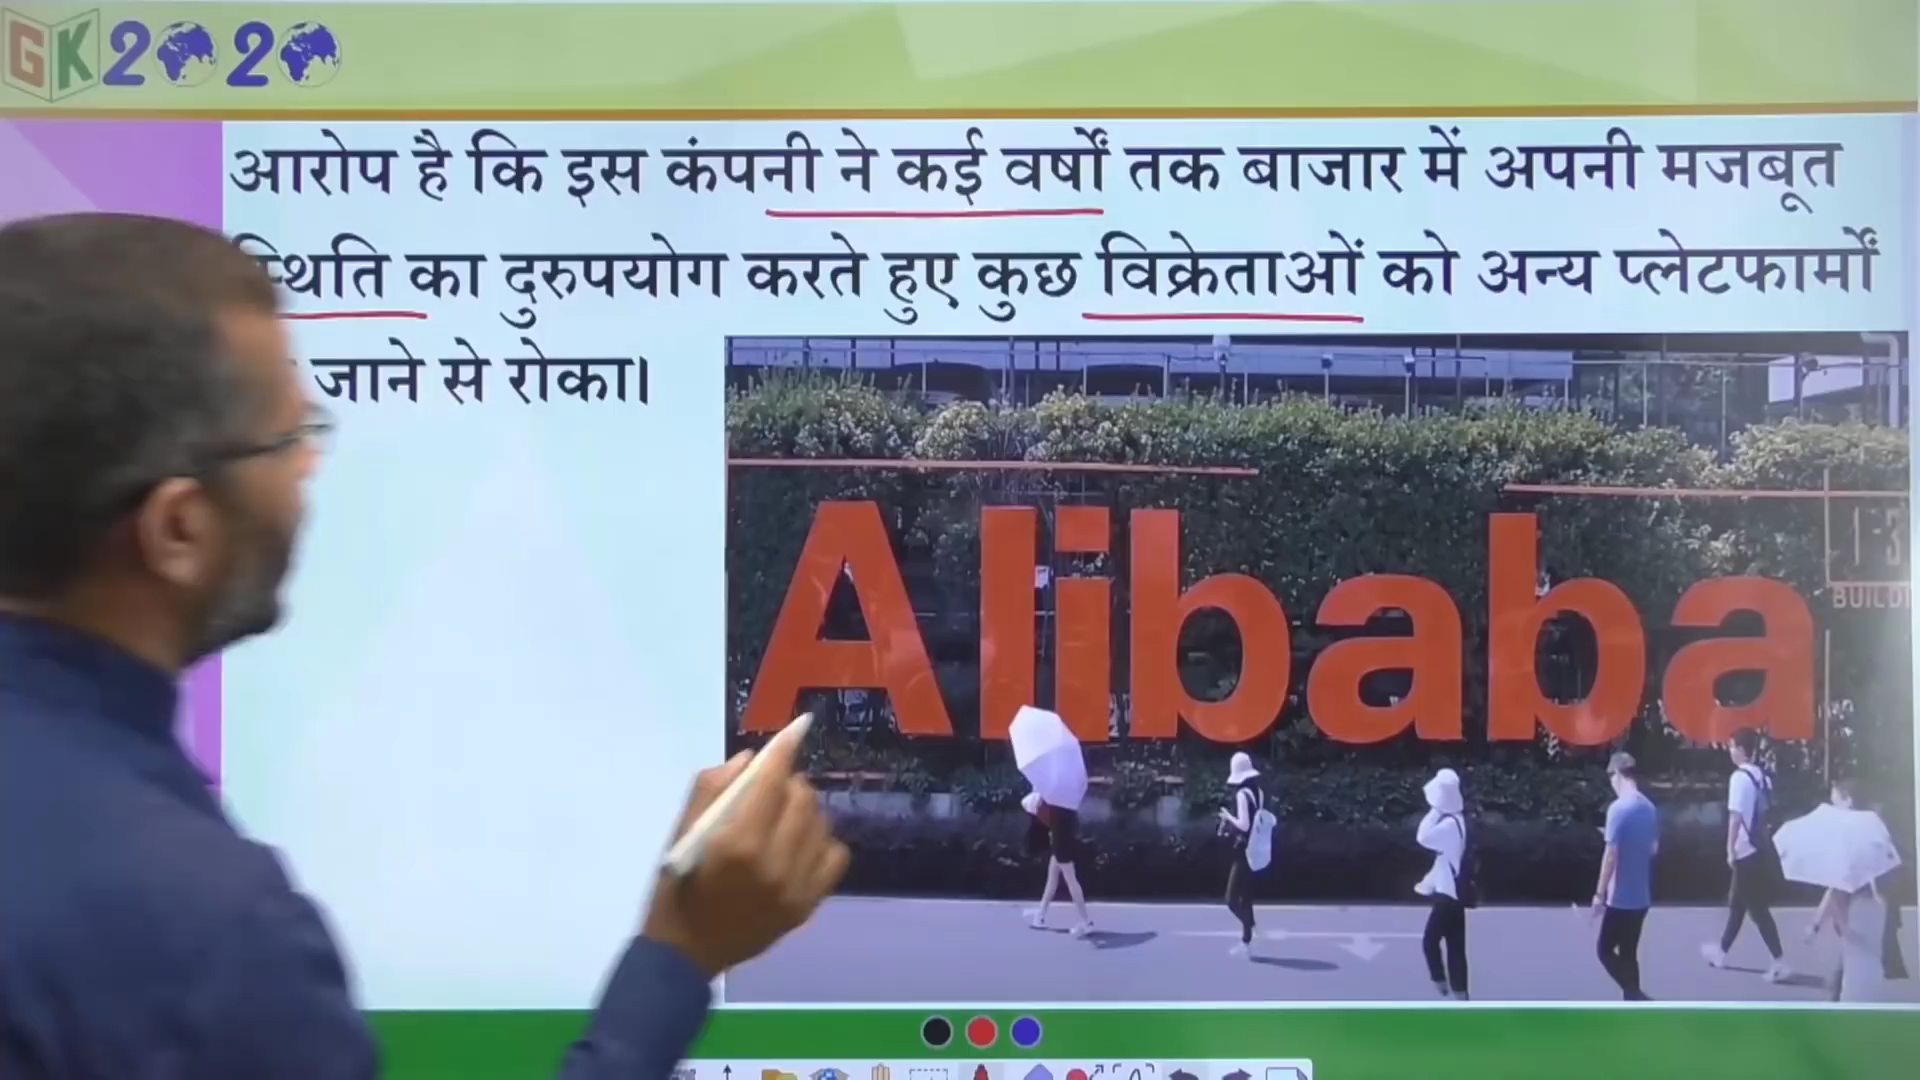 GK2020
आरोप है कि इस कंपनी ने कई वर्षों तक बाजार में अपनी मजबूत
का दुरुपयोग करते हुए कुछ विक्रेताओं को अन्य प्लेटफार्मों
जाने से रोका।
Alibaba